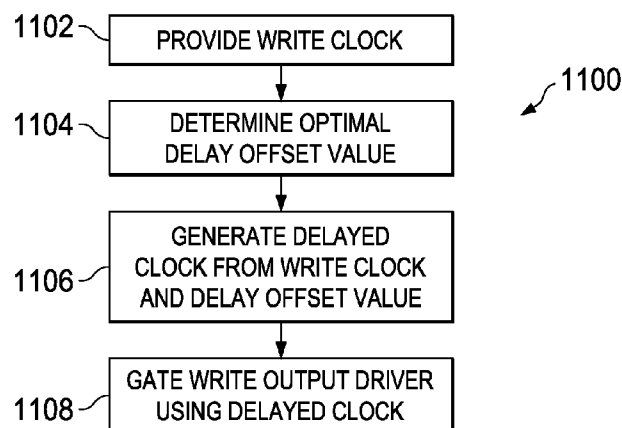 1102
PROVIDE WRITE CLOCK
1100
1104
DETERMINE OPTIMAL
DELAY OFFSET VALUE
1106
GENERATE DELAYED
CLOCK FROM WRITE CLOCK
AND DELAY OFFSET VALUE
1108
GATE WRITE OUTPUT DRIVER
USING DELAYED CLOCK